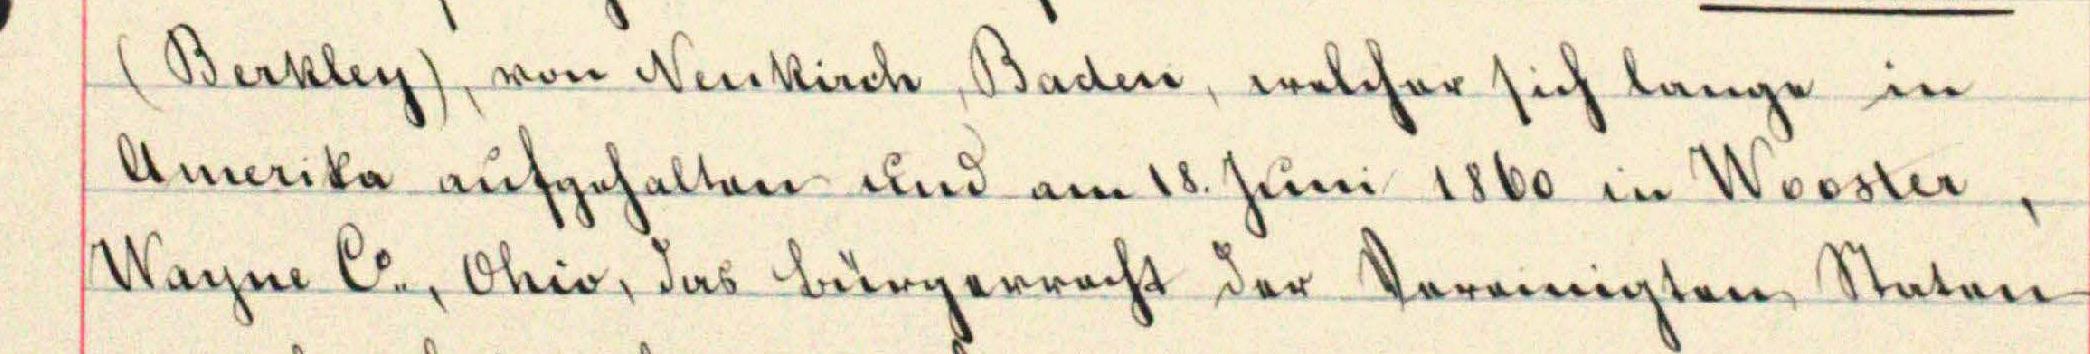 (Berkley), von Neukirch, Baden, welcher sich lange in
Amerika aufgehalten und am 18. Juni 1860 in Wooster,
Wayne Co., Ohio, das Bürgerrecht der Vereinigten Staten